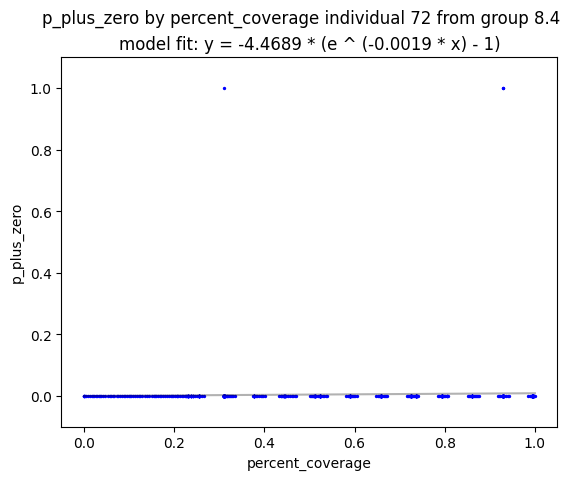 p_plus_zero by percent_coverage individual 72 from group 8.4
model fit: y = -4.4689 * (e ^ (-0.0019 * x) - 1)
1.0
0.8
0.6
0.4
0.2
0.0
p_plus_zero
0.0 0.2 0.4 0.6 0.8 1.0
percent_coverage